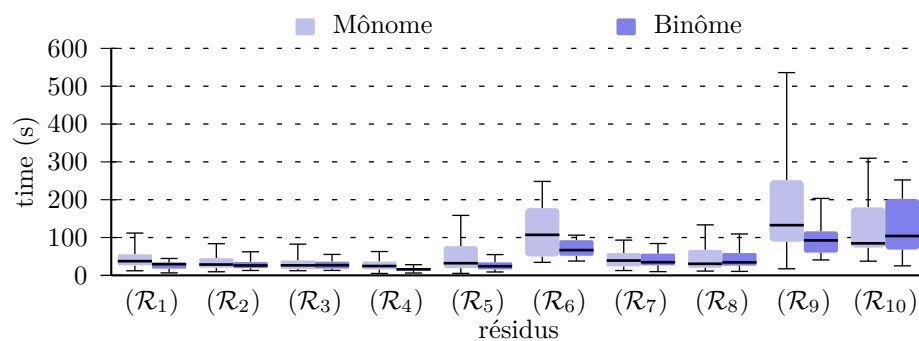 Mônome Binôme
600
500
400
300
200
100
0
time (s)
(ℛ₁) (ℛ₂) (ℛ₃) (ℛ₄) (ℛ₅) (ℛ₆) (ℛ₇) (ℛ₈) (ℛ₉) (ℛ₁₀)
résidus